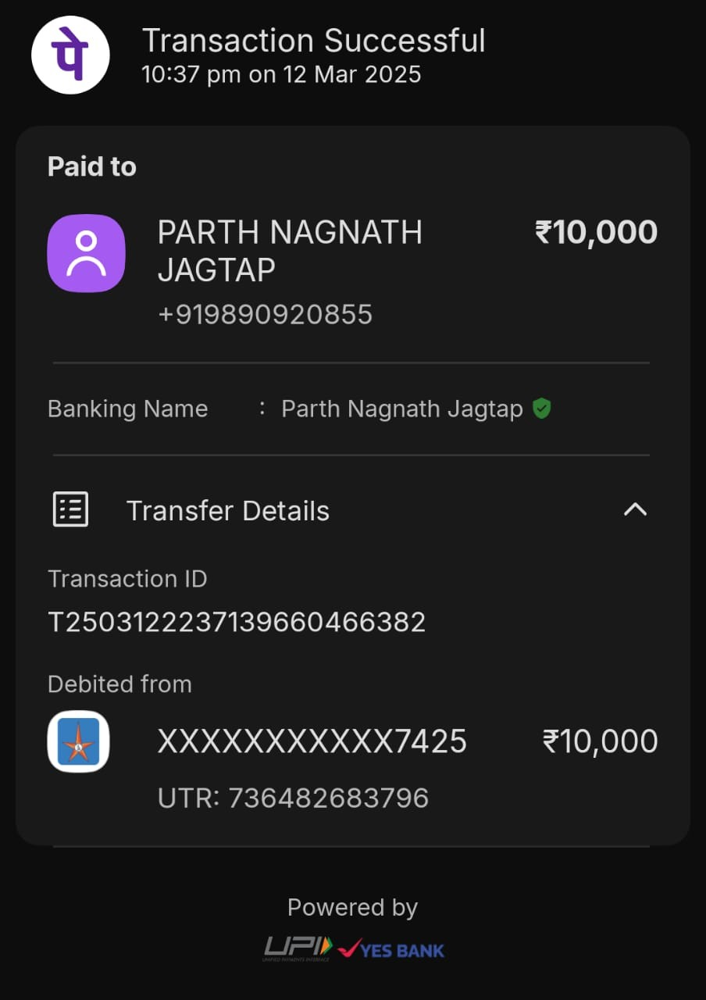 पे
Transaction Successful
10:37 pm on 12 Mar 2025
Paid to
PARTH NAGNATH ₹10,000
JAGTAP
+919890920855
Banking Name : Parth Nagnath Jagtap
Transfer Details
Transaction ID
T2503122237139660466382
Debited from
XXXXXXXXXXX7425 ₹10,000
UTR: 736482683796
Powered by
UPI YES BANK
UNIFIED PAYMENTS INTERFACE